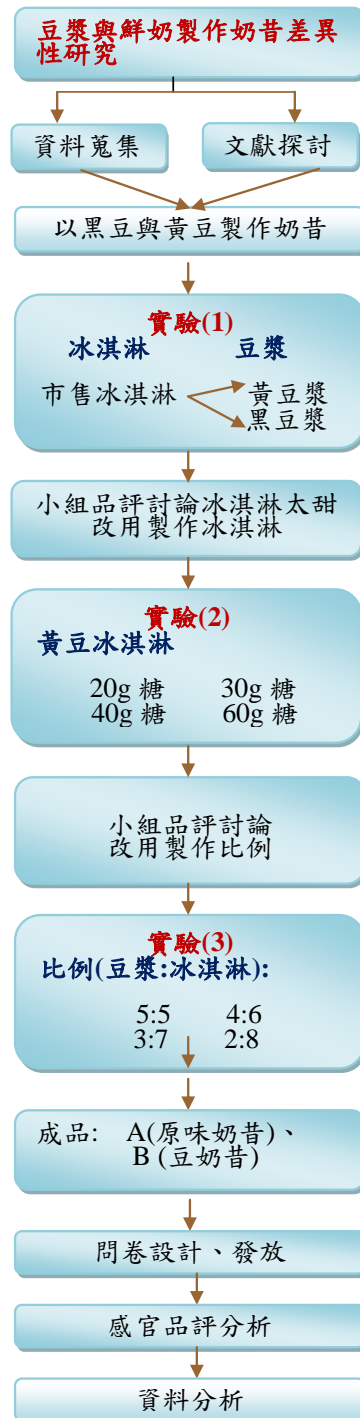 豆漿與鮮奶製作奶昔差異
性研究
資料蒐集
文獻探討
以黑豆與黃豆製作奶昔
實驗(1)
冰淇淋 豆漿
市售冰淇淋 黃豆漿
黑豆漿
小組品評討論冰淇淋太甜
改用製作冰淇淋
實驗(2)
黃豆冰淇淋
20g 糖 30g 糖
40g 糖 60g 糖
小組品評討論
改用製作比例
實驗(3)
比例(豆漿:冰淇淋):
5:5 4:6
3:7 2:8
成品: A(原味奶昔)、
B (豆奶昔)
問卷設計、發放
感官品評分析
資料分析